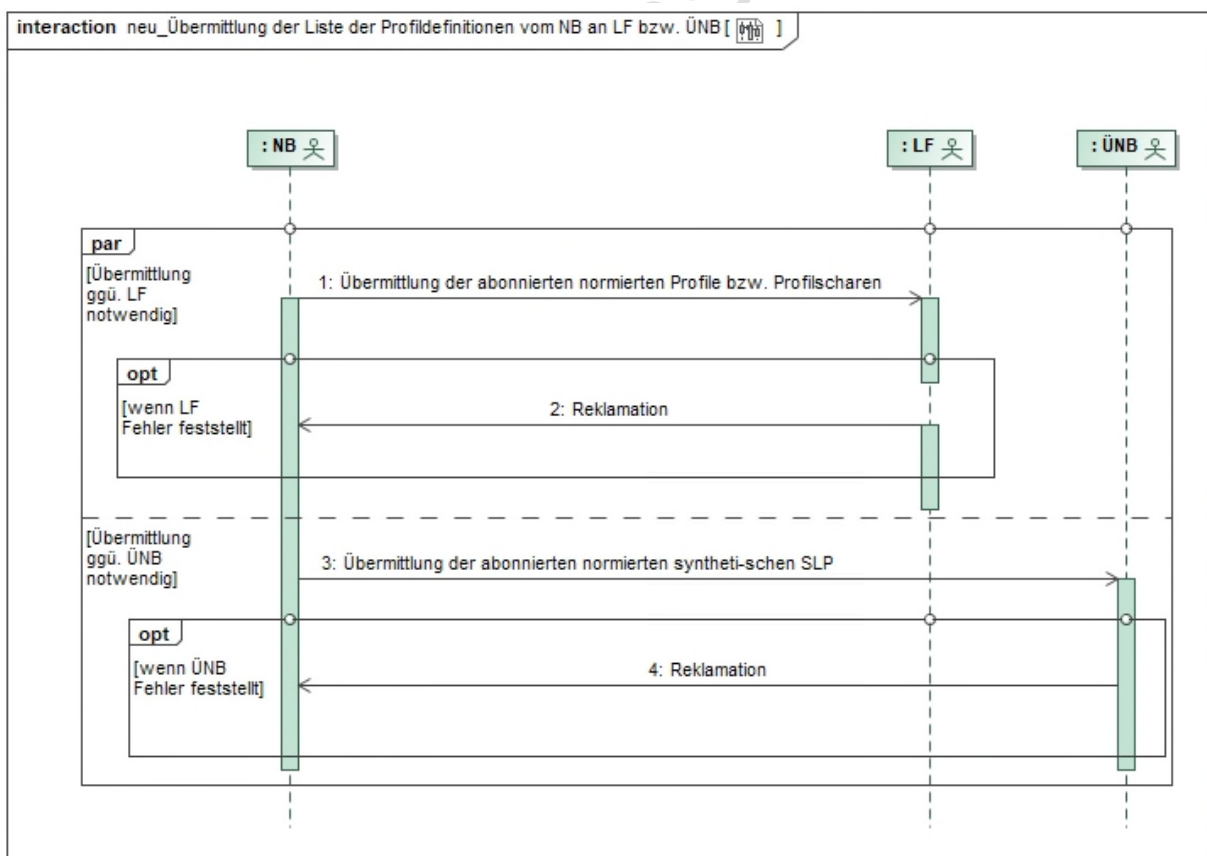 interaction neu_Übermittlung der Liste der Profildefinitionen vom NB an LF bzw. ÜNB [ ]
: NB
: LF
: ÜNB
par
[Übermittlung
ggü. LF
notwendig]
1: Übermittlung der abonnierten normierten Profile bzw. Profilscharen
opt
[wenn LF
Fehler feststellt]
2: Reklamation
[Übermittlung
ggü. ÜNB
notwendig]
3: Übermittlung der abonnierten normierten syntheti-schen SLP
opt
[wenn ÜNB
Fehler feststellt]
4: Reklamation